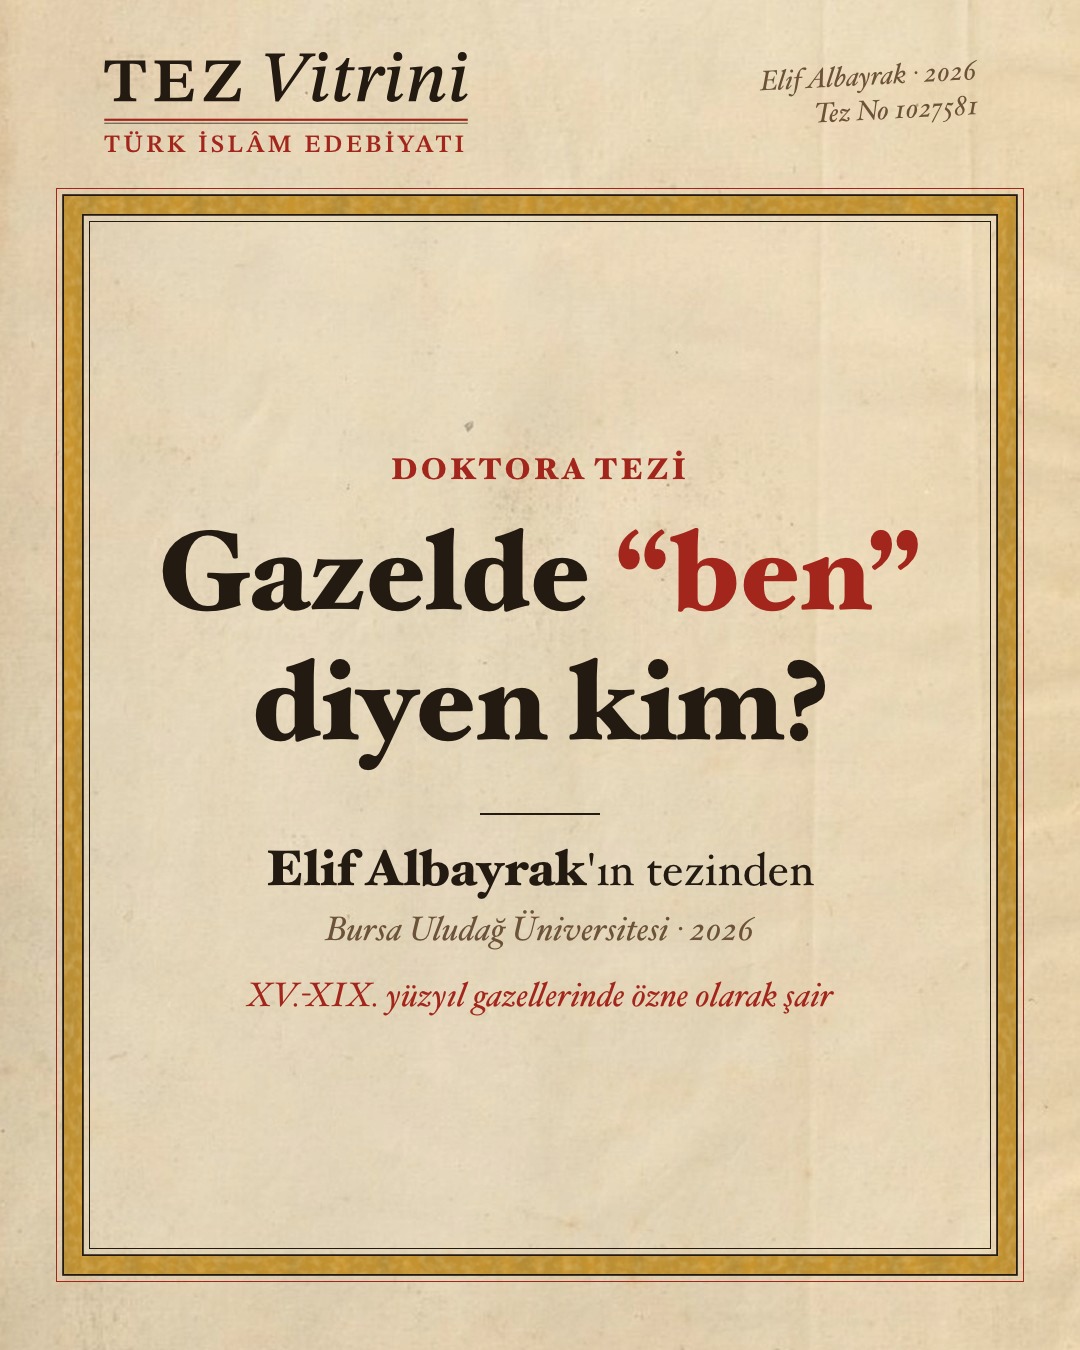 TEZ Vitrini
TÜRK İSLÂM EDEBİYATI
Elif Albayrak · 2026
Tez No 1027581
DOKTORA TEZİ
Gazelde “ben”
diyen kim?
Elif Albayrak'ın tezinden
Bursa Uludağ Üniversitesi · 2026
XV.-XIX. yüzyıl gazellerinde özne olarak şair